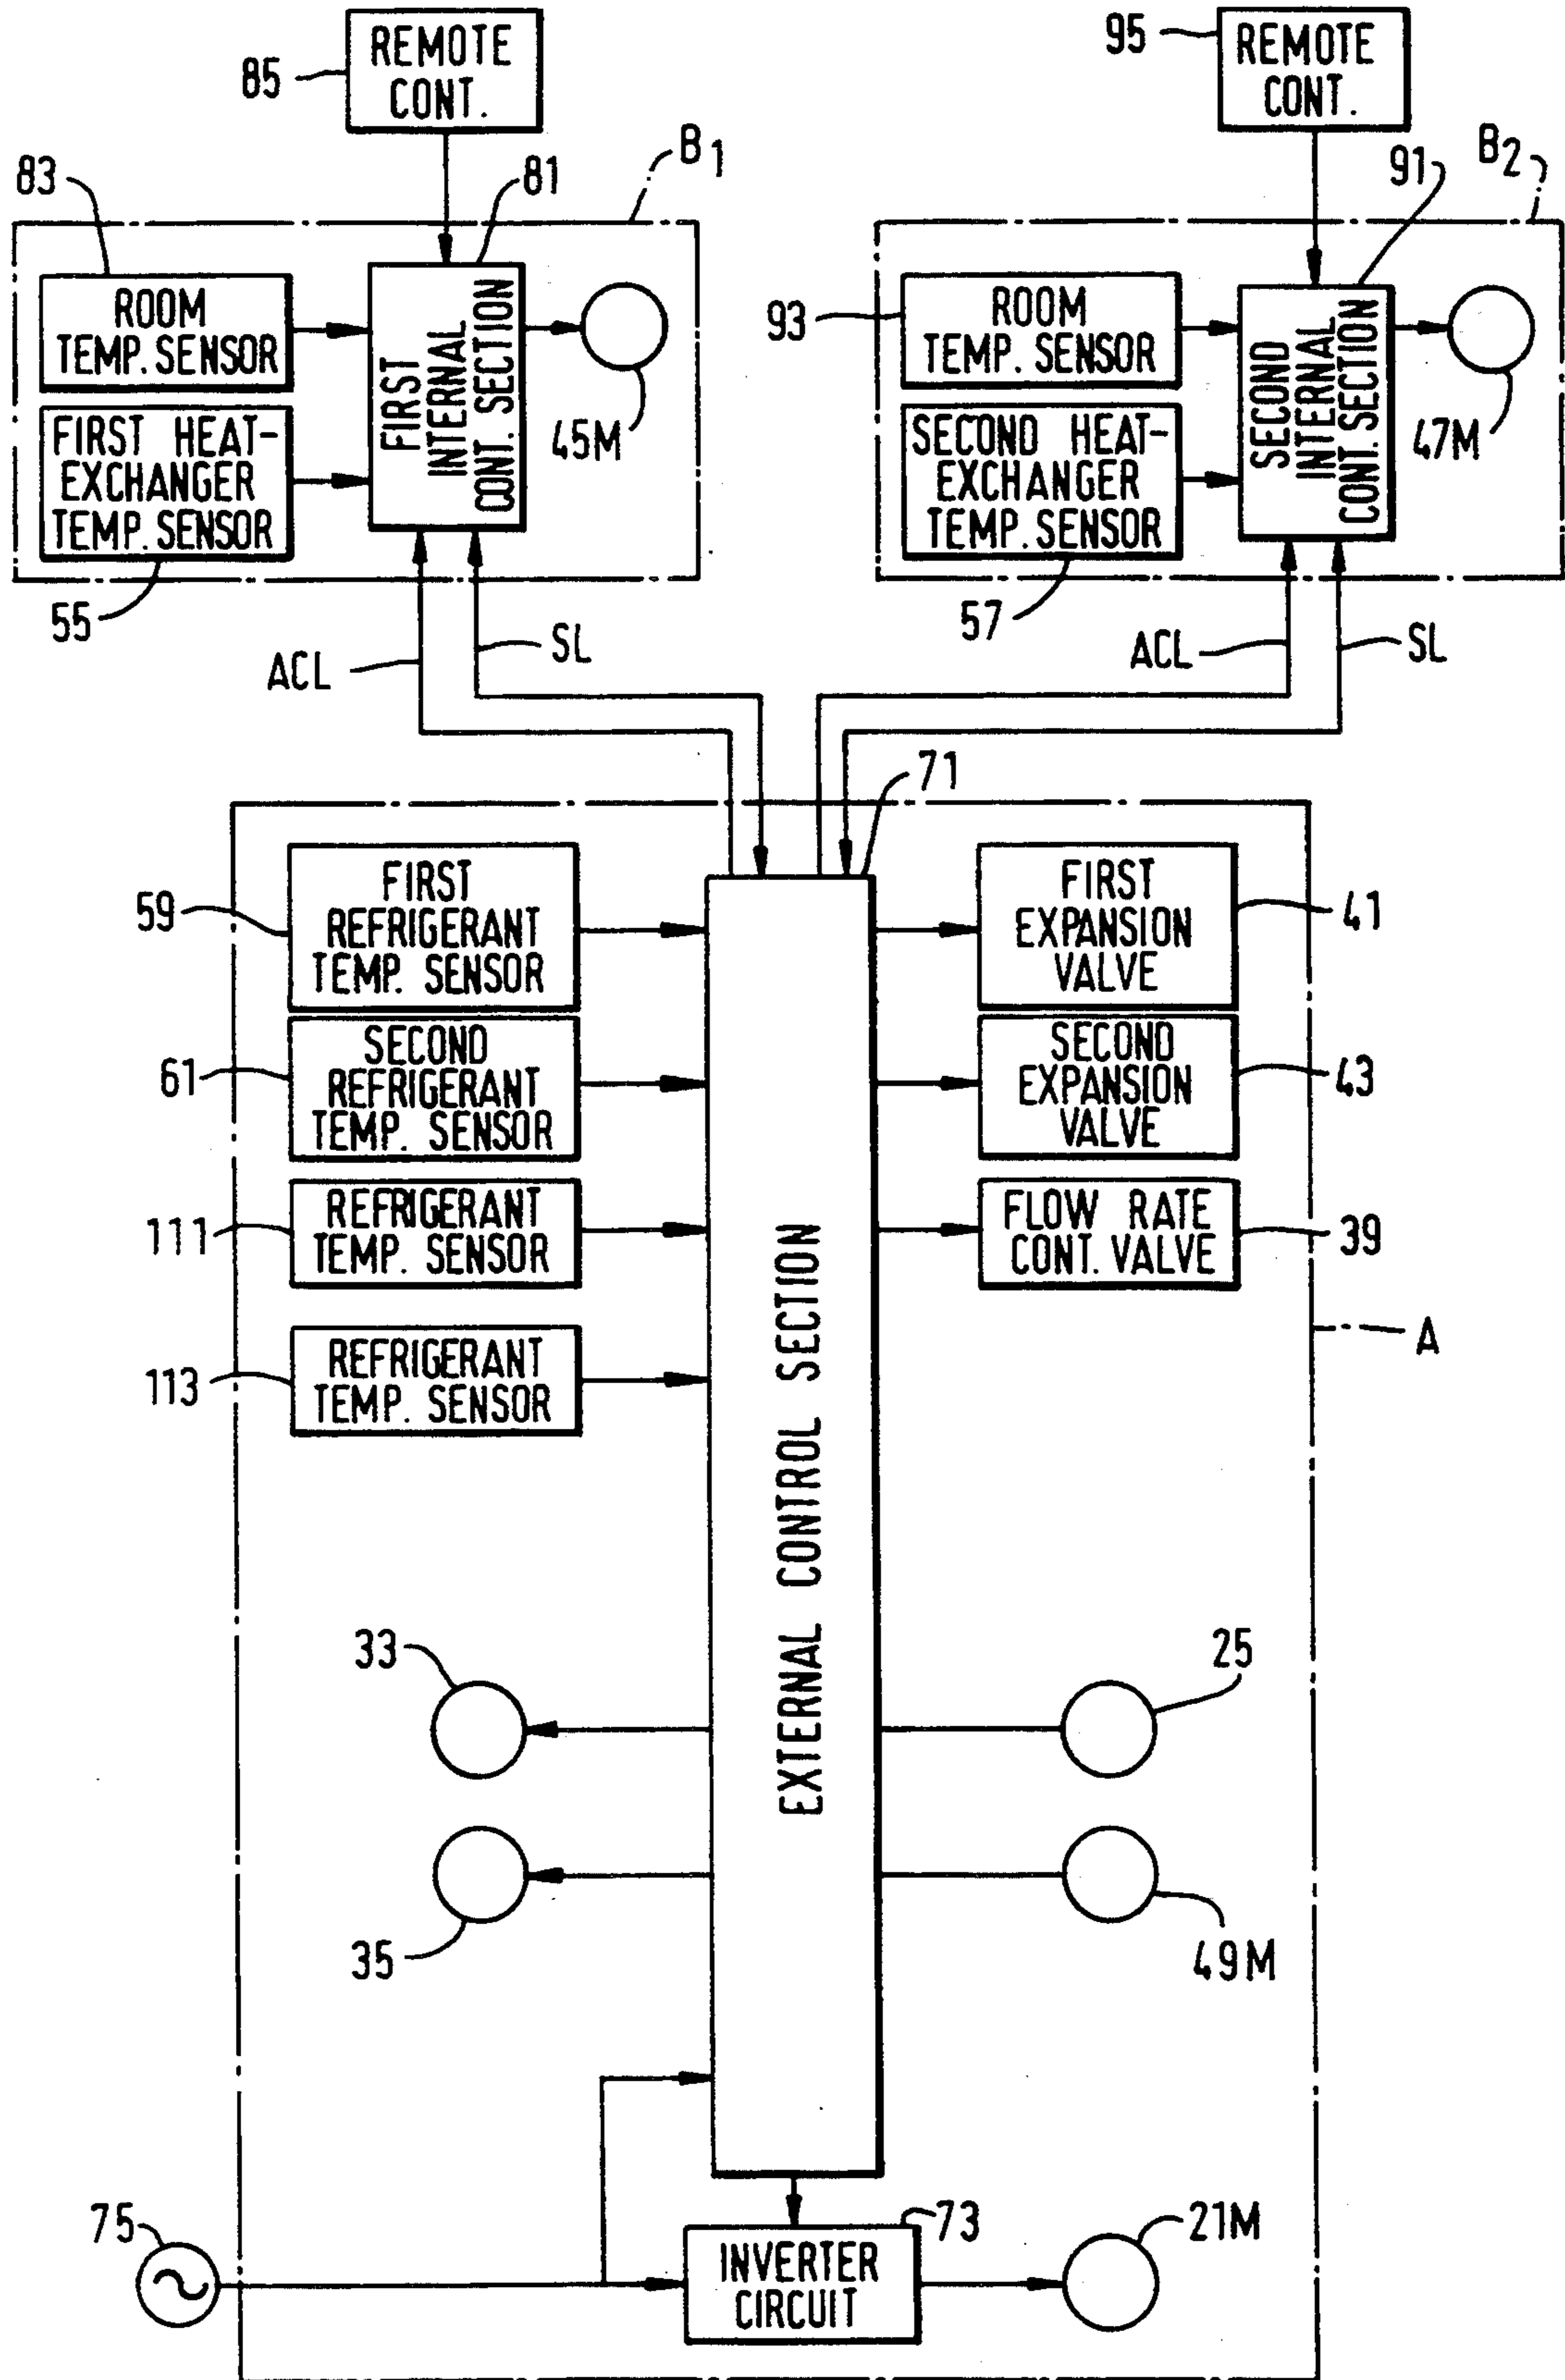 85
REMOTE
CONT.
95
REMOTE
CONT.
83
81
B1
91
B2
ROOM
TEMP. SENSOR
FIRST HEAT-
EXCHANGER
TEMP. SENSOR
55
FIRST
INTERNAL
CONT. SECTION
45M
93
ROOM
TEMP. SENSOR
SECOND HEAT-
EXCHANGER
TEMP. SENSOR
57
SECOND
INTERNAL
CONT. SECTION
47M
ACL
SL
ACL
SL
71
59
FIRST
REFRIGERANT
TEMP. SENSOR
61
SECOND
REFRIGERANT
TEMP. SENSOR
111
REFRIGERANT
TEMP. SENSOR
113
REFRIGERANT
TEMP. SENSOR
EXTERNAL CONTROL SECTION
FIRST
EXPANSION
VALVE
41
SECOND
EXPANSION
VALVE
43
FLOW RATE
CONT. VALVE
39
A
33
25
35
49M
75
73
INVERTER
CIRCUIT
21M